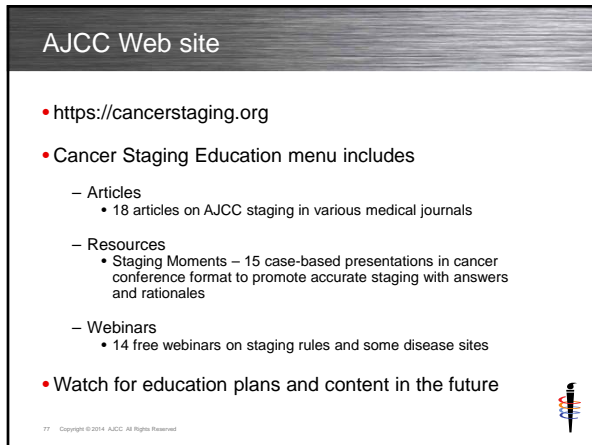 AJCC Web site
• https://cancerstaging.org
• Cancer Staging Education menu includes
– Articles
• 18 articles on AJCC staging in various medical journals
– Resources
• Staging Moments – 15 case-based presentations in cancer
conference format to promote accurate staging with answers
and rationales
– Webinars
• 14 free webinars on staging rules and some disease sites
• Watch for education plans and content in the future
77 Copyright © 2014 AJCC All Rights Reserved